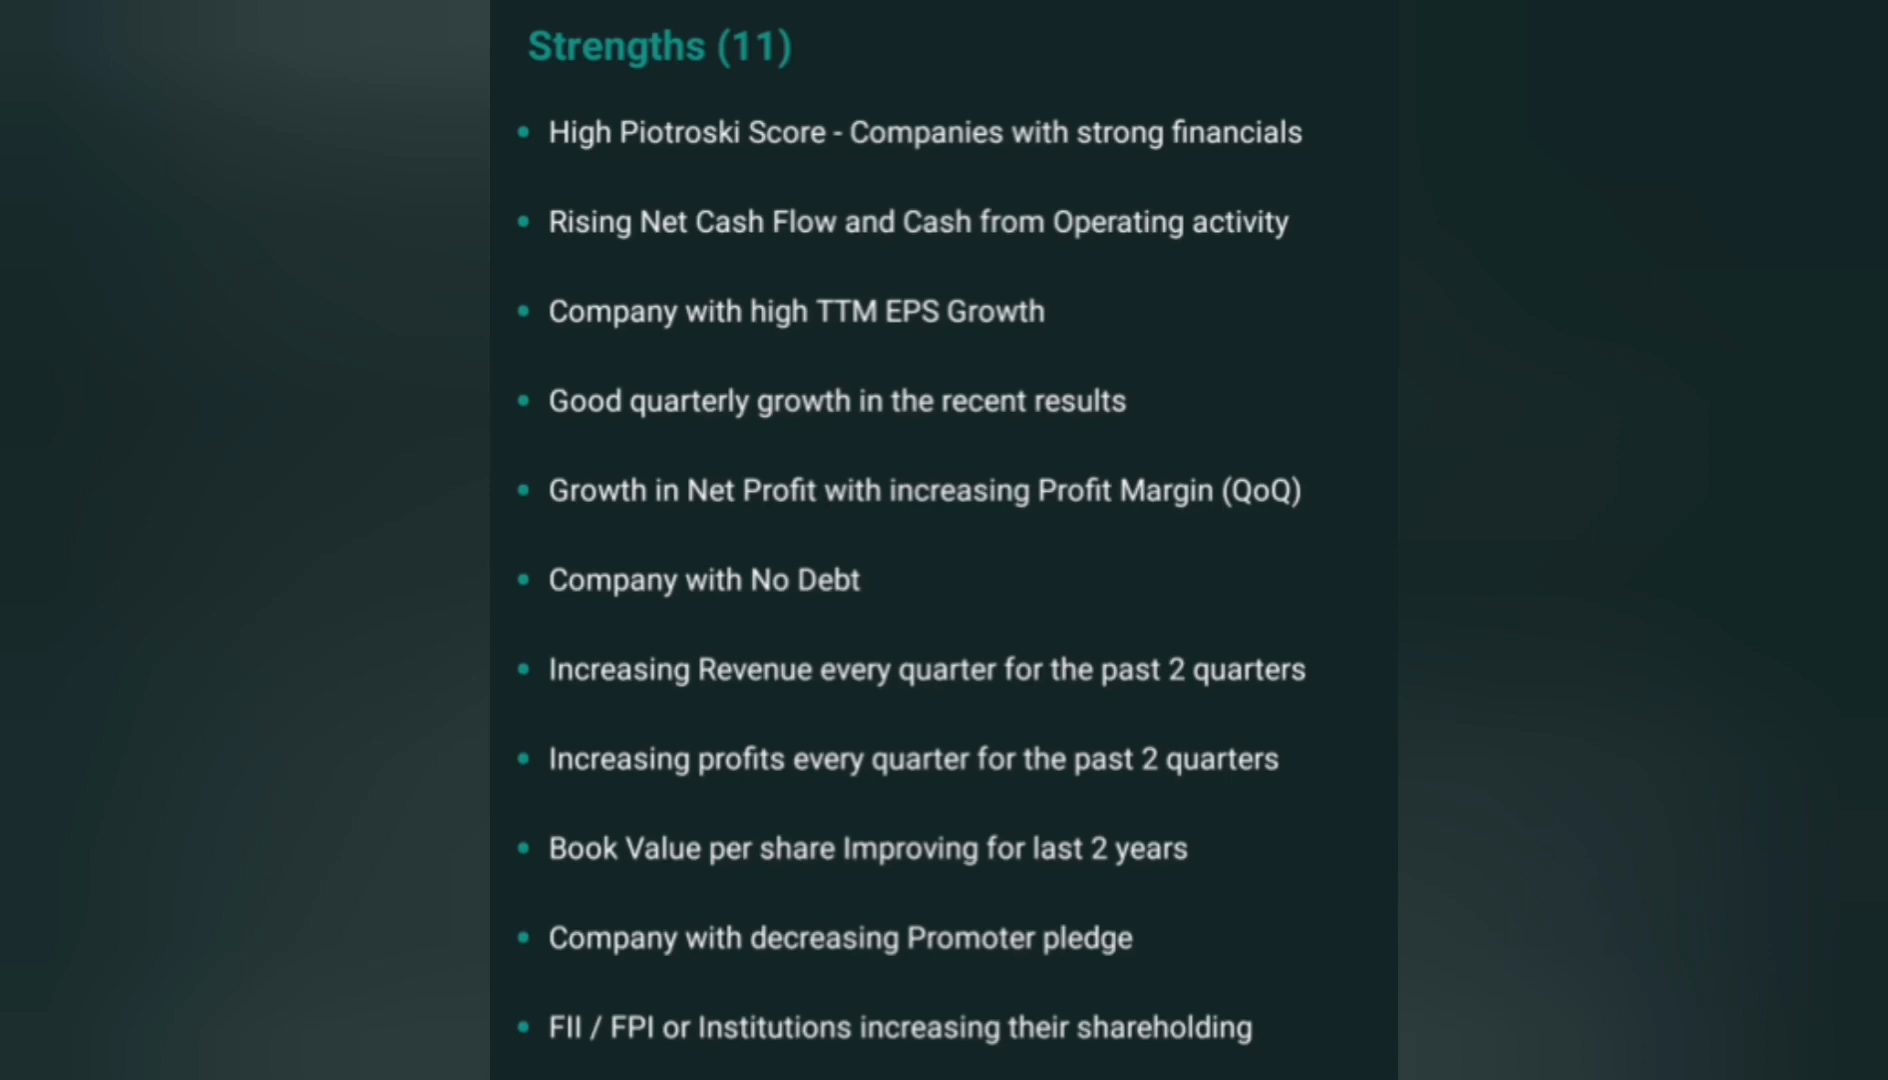 Strengths (11)
• High Piotroski Score - Companies with strong financials
• Rising Net Cash Flow and Cash from Operating activity
• Company with high TTM EPS Growth
• Good quarterly growth in the recent results
• Growth in Net Profit with increasing Profit Margin (QoQ)
• Company with No Debt
• Increasing Revenue every quarter for the past 2 quarters
• Increasing profits every quarter for the past 2 quarters
• Book Value per share Improving for last 2 years
• Company with decreasing Promoter pledge
• FII / FPI or Institutions increasing their shareholding